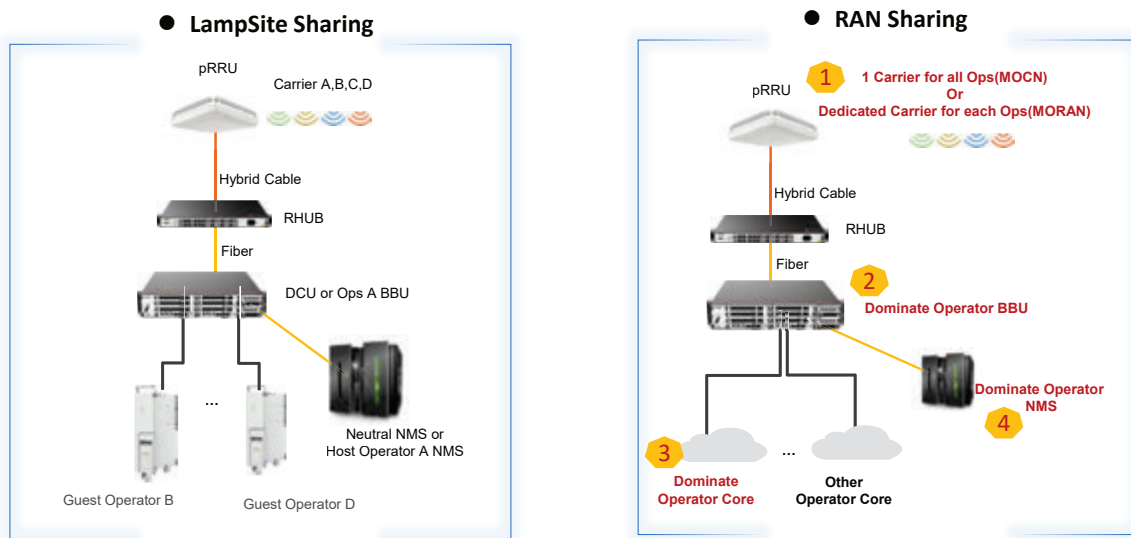 ● LampSite Sharing
pRRU
Carrier A,B,C,D
Hybrid Cable
RHUB
Fiber
DCU or Ops A BBU
...
Neutral NMS or
Host Operator A NMS
Guest Operator B
Guest Operator D
● RAN Sharing
1
1 Carrier for all Ops(MOCN)
Or
Dedicated Carrier for each Ops(MORAN)
pRRU
Hybrid Cable
RHUB
Fiber
2
Dominate Operator BBU
Dominate Operator
NMS
4
3
...
Dominate
Operator Core
Other
Operator Core